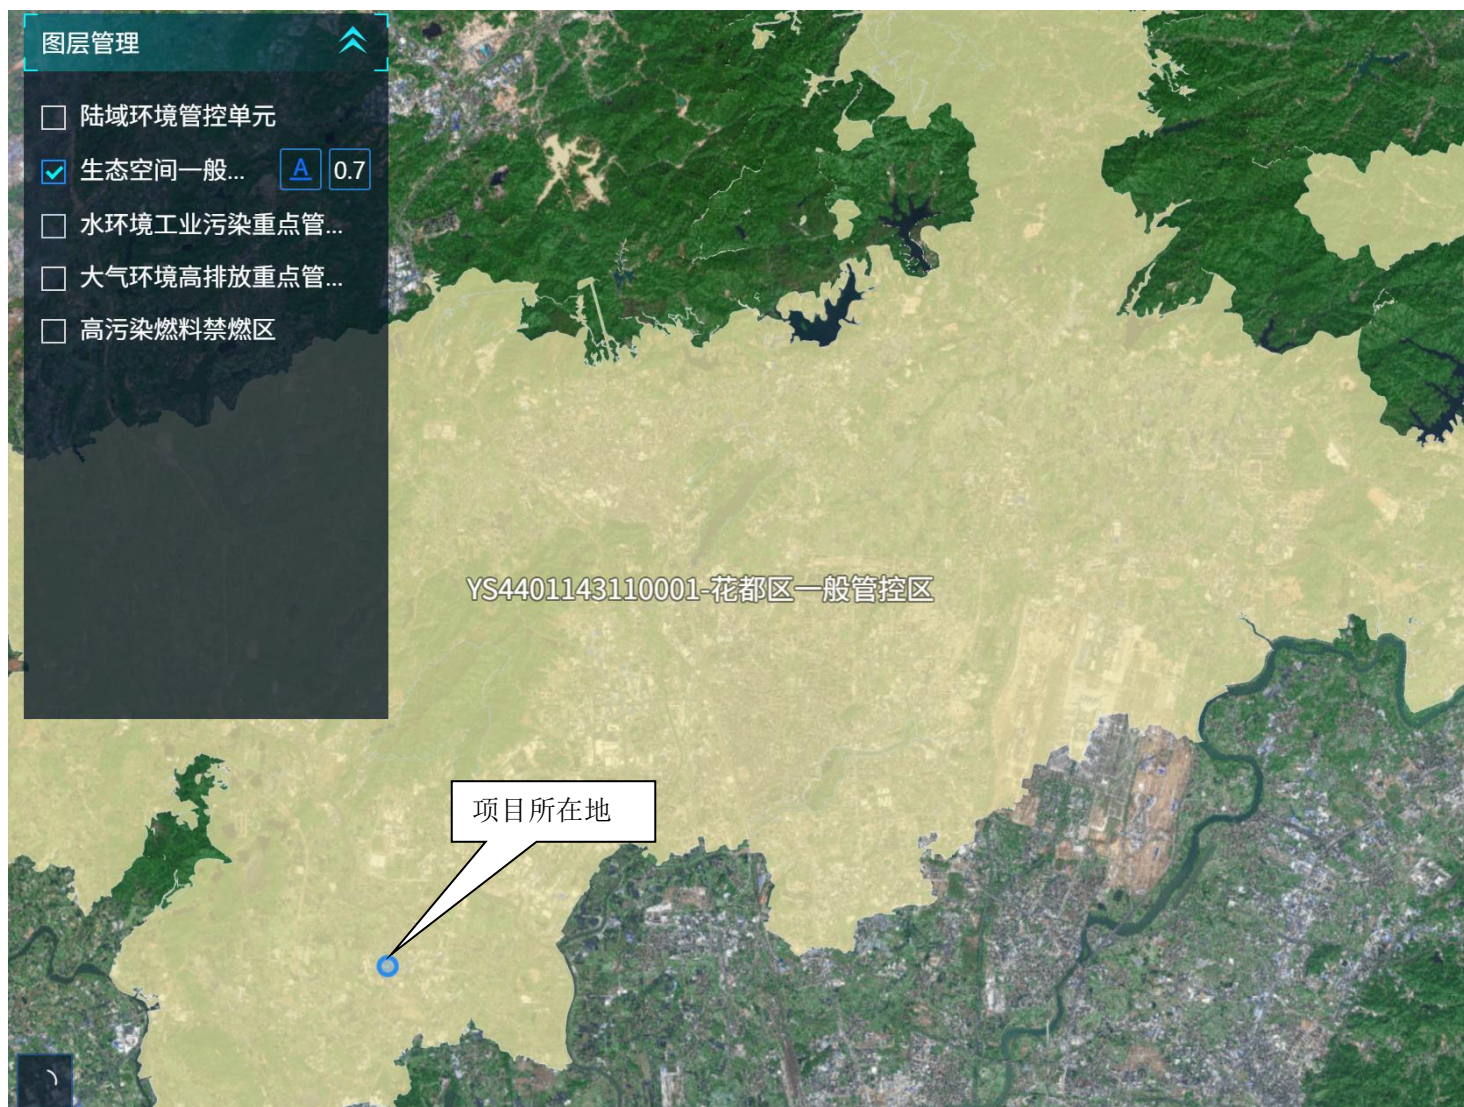 图层管理
陆域环境管控单元
生态空间一般... A 0.7
水环境工业污染重点管...
大气环境高排放重点管...
高污染燃料禁燃区
YS4401143110001-花都区一般管控区
项目所在地